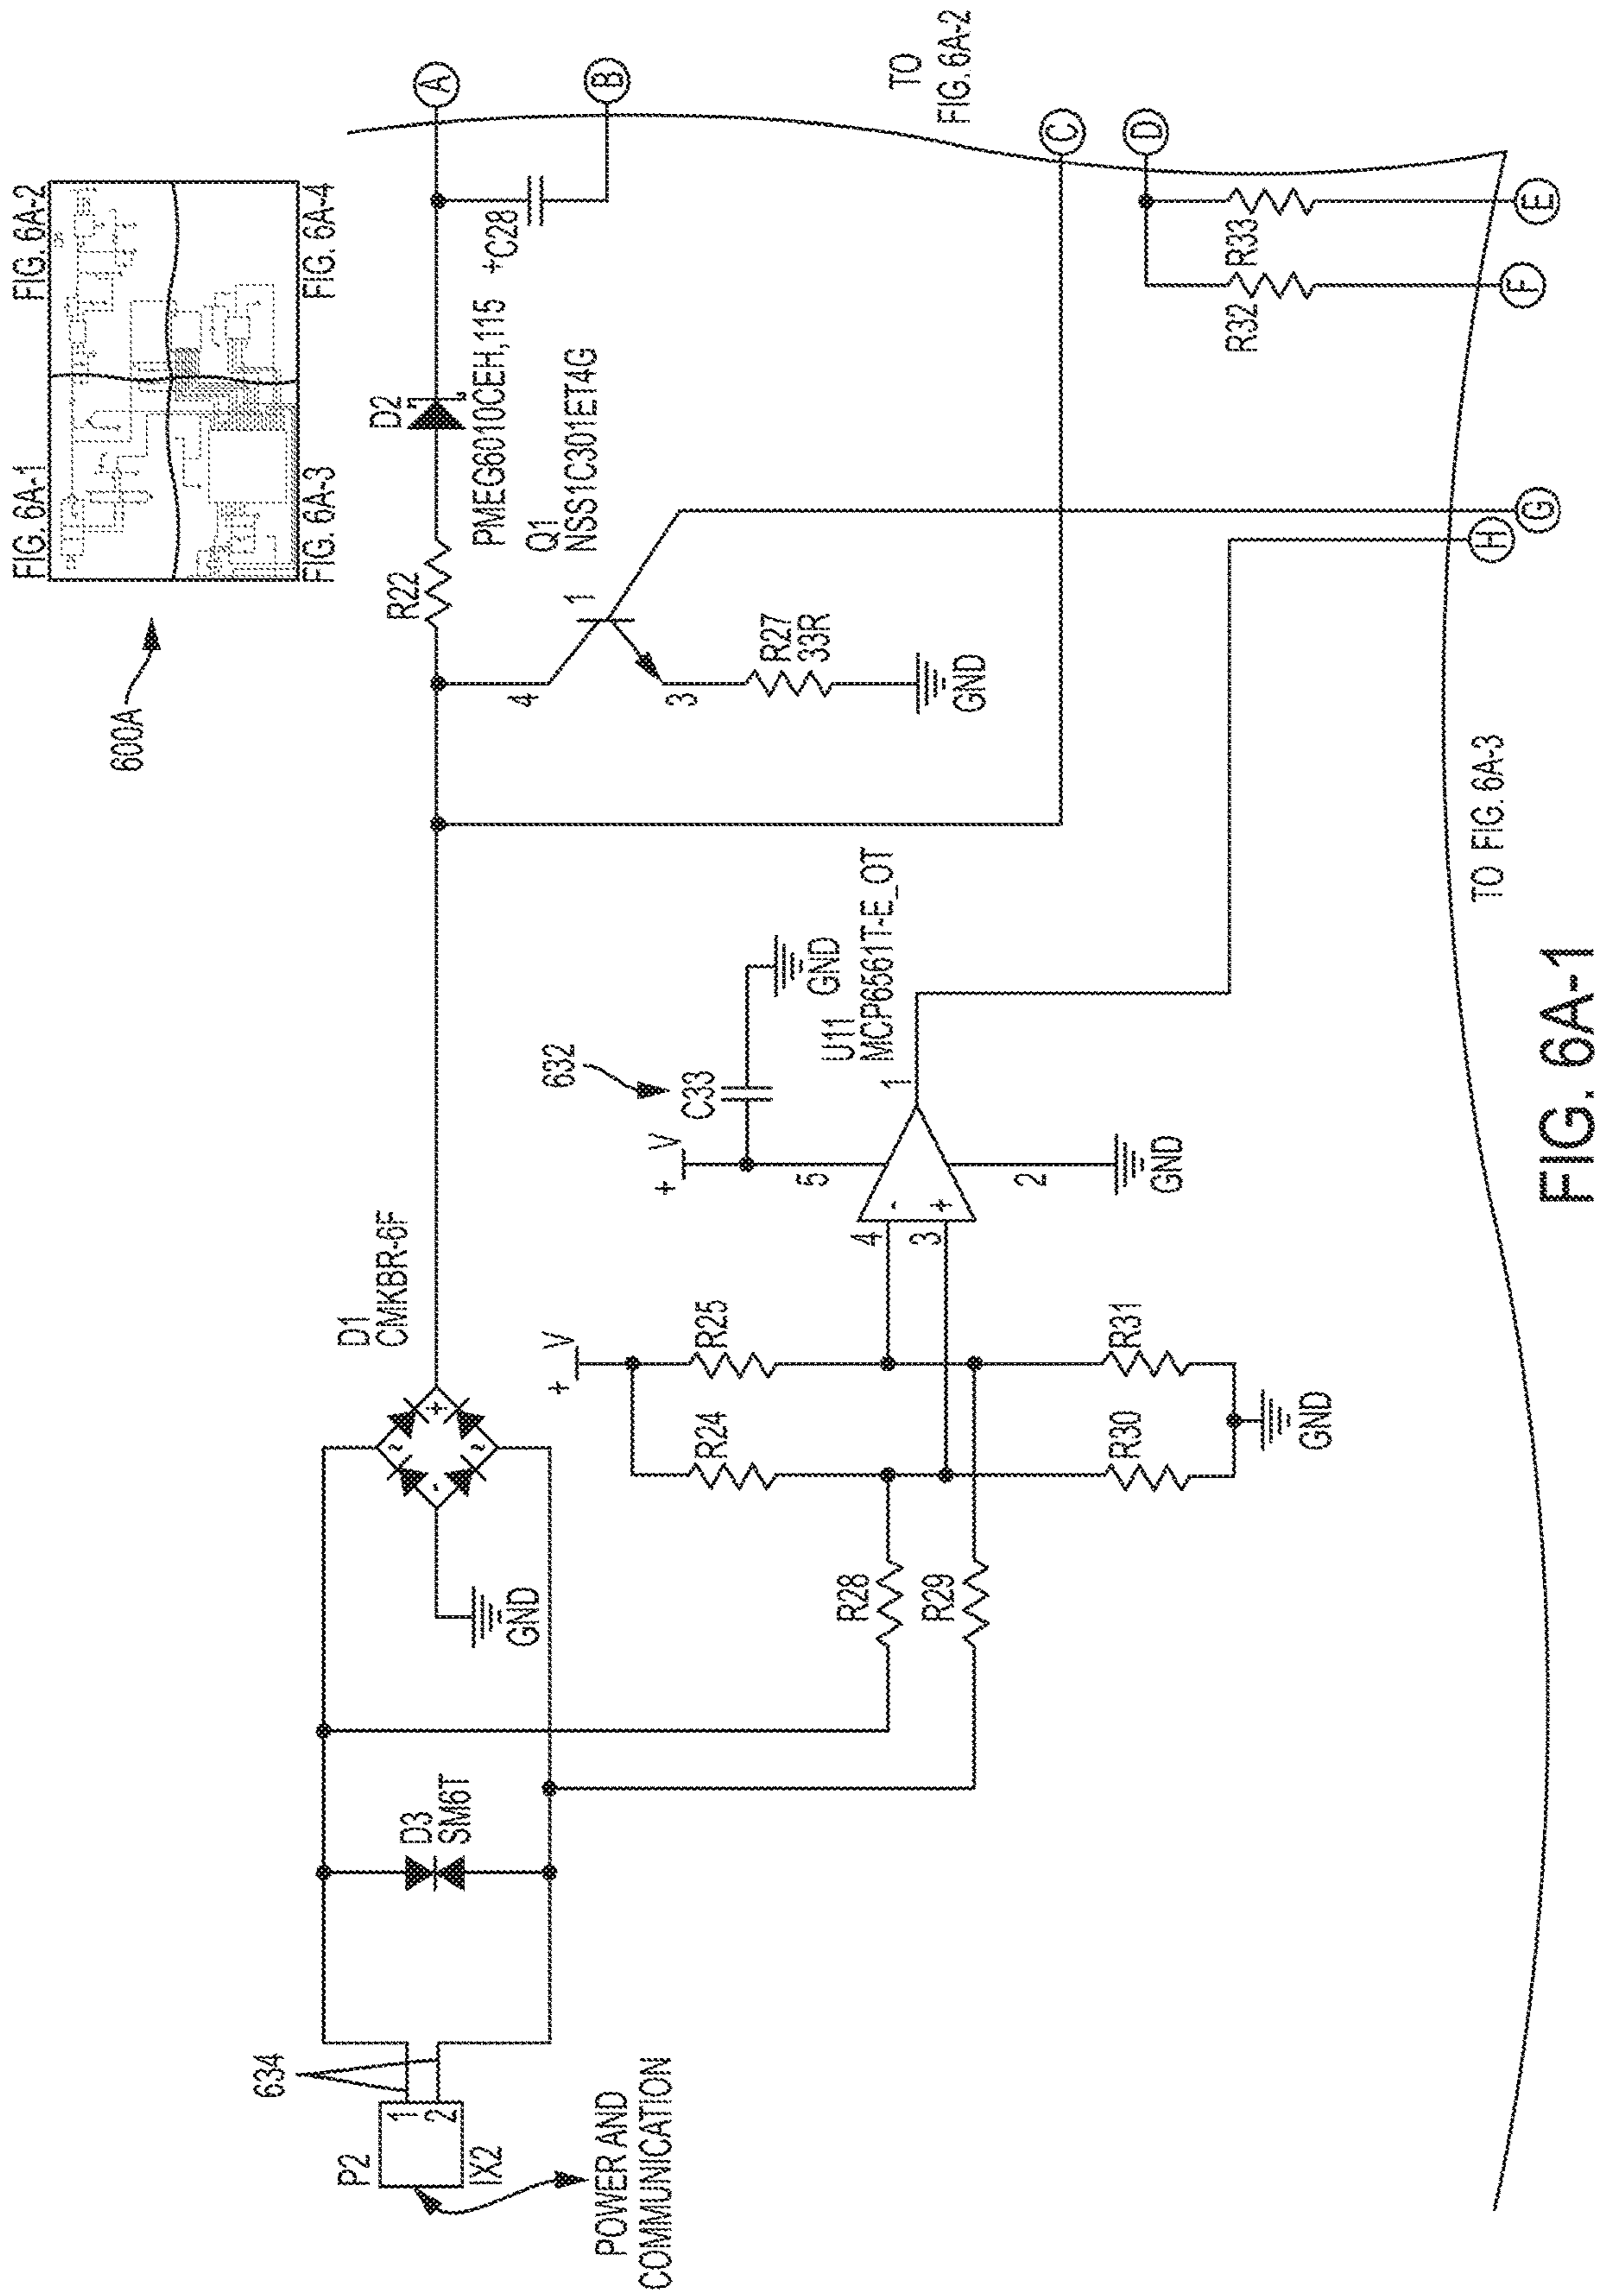 FIG. 6A-1
FIG. 6A-2
FIG. 6A-3
FIG. 6A-4
600A
P2
1
2
IX2
634
POWER AND
COMMUNICATION
D3
SM6T
D1
CMKBR-6F
~
~
+
-
GND
R22
D2
PMEG6010CEH,115
+
C28
A
B
TO
FIG. 6A-2
Q1
NSS1C301ET4G
1
4
3
R27
33R
GND
+ V
R24
R25
R28
R29
R30
R31
GND
632
+ V
C33
GND
U11
MCP6561T-E_OT
4
3
-
+
5
2
1
GND
C
D
R32
R33
E
F
G
H
TO FIG. 6A-3
FIG. 6A-1